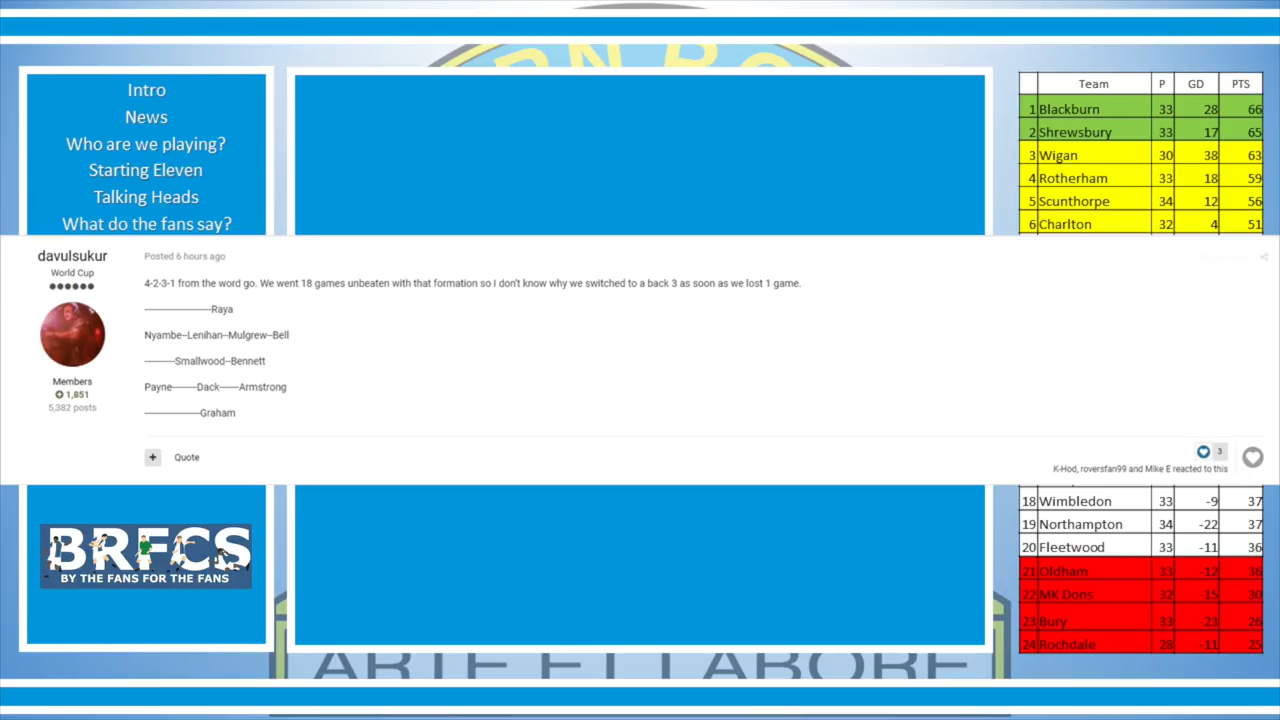 RN RO
Intro
News
Who are we playing?
Starting Eleven
Talking Heads
What do the fans say?
Team P GD PTS
1 Blackburn 33 28 66
2 Shrewsbury 33 17 65
3 Wigan 30 38 63
4 Rotherham 33 18 59
5 Scunthorpe 34 12 56
6 Charlton 32 4 51
davulsukur
World Cup
Members
1,851
5,382 posts
Posted 6 hours ago
4-2-3-1 from the word go. We went 18 games unbeaten with that formation so I don't know why we switched to a back 3 as soon as we lost 1 game.
-----------------------Raya
Nyambe--Lenihan--Mulgrew--Bell
----------Smallwood--Bennett
Payne--------Dack------Armstrong
-------------------Graham
+ Quote
3
K-Hod, roversfan99 and Mike E reacted to this
18 Wimbledon 33 -9 37
19 Northampton 34 -22 37
20 Fleetwood 33 -11 36
21 Oldham 33 -12 36
22 MK Dons 32 -15 30
23 Bury 33 -23 26
24 Rochdale 28 -11 25
BRFCS
BY THE FANS FOR THE FANS
ARTE ET LABORE